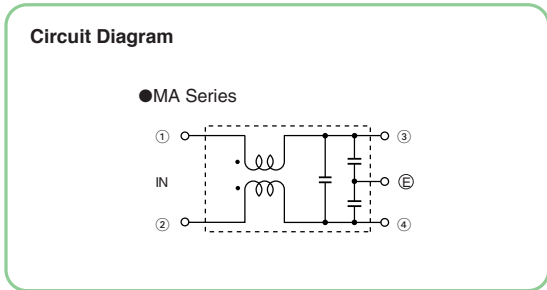 Circuit Diagram
●MA Series
① ③
IN Ⓔ
② ④